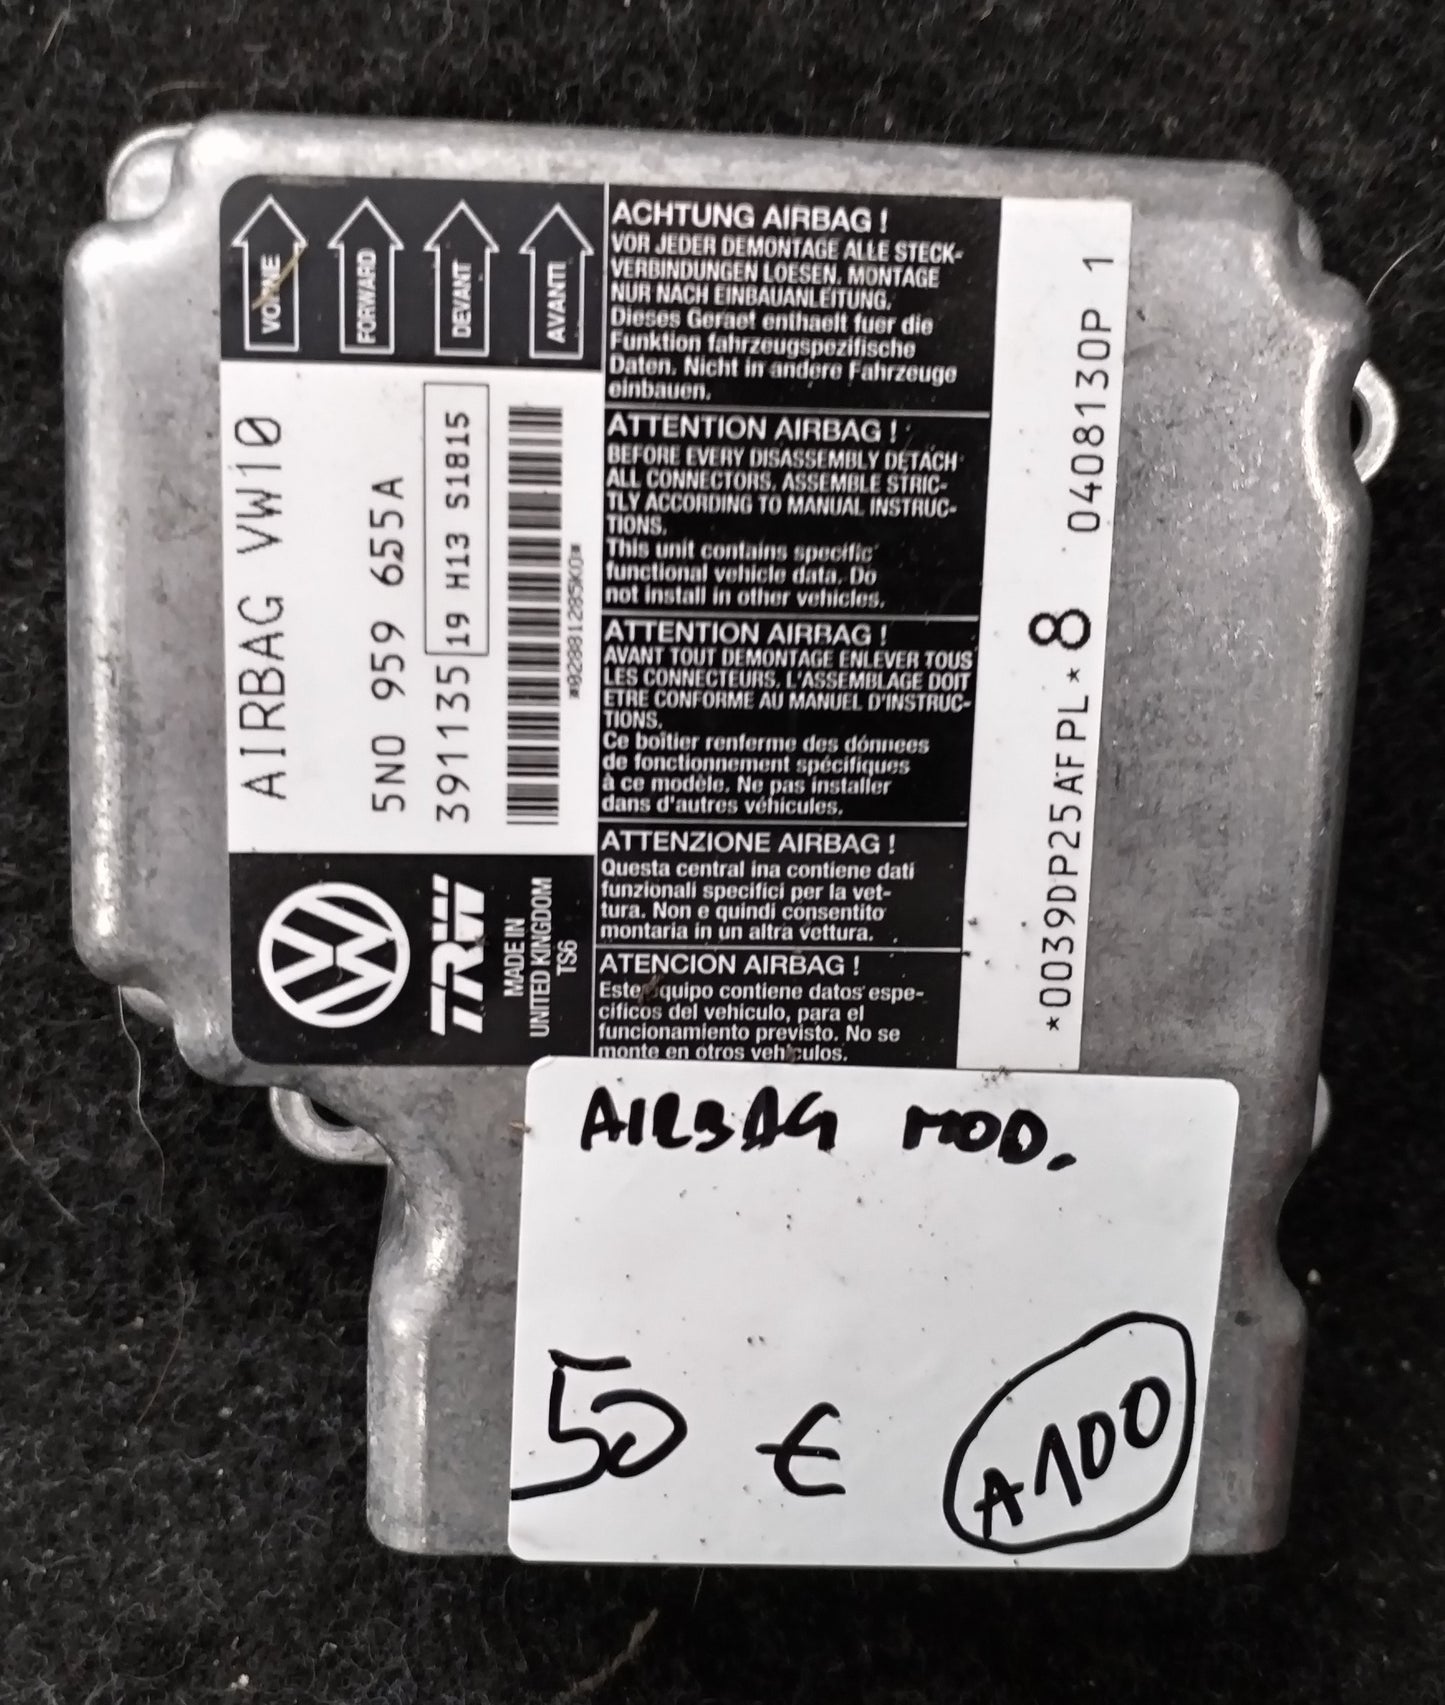 VORNE
FORWARD
DEVANT
AVANTI
AIRBAG VW10
5N0 959 655A
391135 19 H13 S1815
*02881285K0*
VW
TRW
MADE IN
UNITED KINGDOM
TS6
ACHTUNG AIRBAG !
VOR JEDER DEMONTAGE ALLE STECK-
VERBINDUNGEN LOESEN. MONTAGE
NUR NACH EINBAUANLEITUNG.
Dieses Geraet enthaelt fuer die
Funktion fahrzeugspezifische
Daten. Nicht in andere Fahrzeuge
einbauen.
ATTENTION AIRBAG !
BEFORE EVERY DISASSEMBLY DETACH
ALL CONNECTORS. ASSEMBLE STRIC-
TLY ACCORDING TO MANUAL INSTRUC-
TIONS.
This unit contains specific
functional vehicle data. Do
not install in other vehicles.
ATTENTION AIRBAG !
AVANT TOUT DEMONTAGE ENLEVER TOUS
LES CONNECTEURS. L'ASSEMBLAGE DOIT
ETRE CONFORME AU MANUEL D'INSTRUC-
TIONS.
Ce boîtier renferme des dónnees
de fonctionnement spécifiques
à ce modèle. Ne pas installer
dans d'autres véhicules.
ATTENZIONE AIRBAG !
Questa central ina contiene dati
funzionali specifici per la vet-
tura. Non e quindi consentito
montaria in un altra vettura.
ATENCION AIRBAG !
Este equipo contiene datos espe-
cificos del vehiculo, para el
funcionamiento previsto. No se
monte en otros vehiculos.
*0039DP25AFPL* 8 0408130P 1
AIRBAG MOD.
50 €
A100